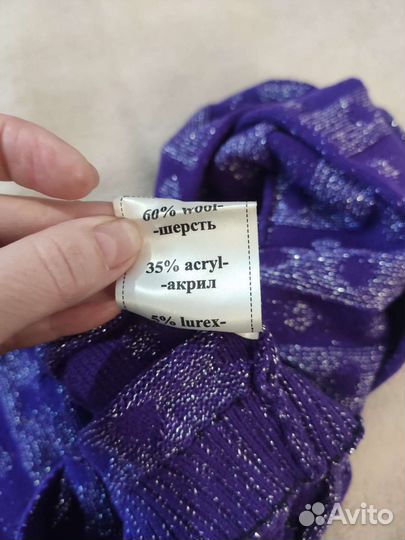 60% wool-
-шерсть
35% acryl-
-акрил
5% lurex-
Avito